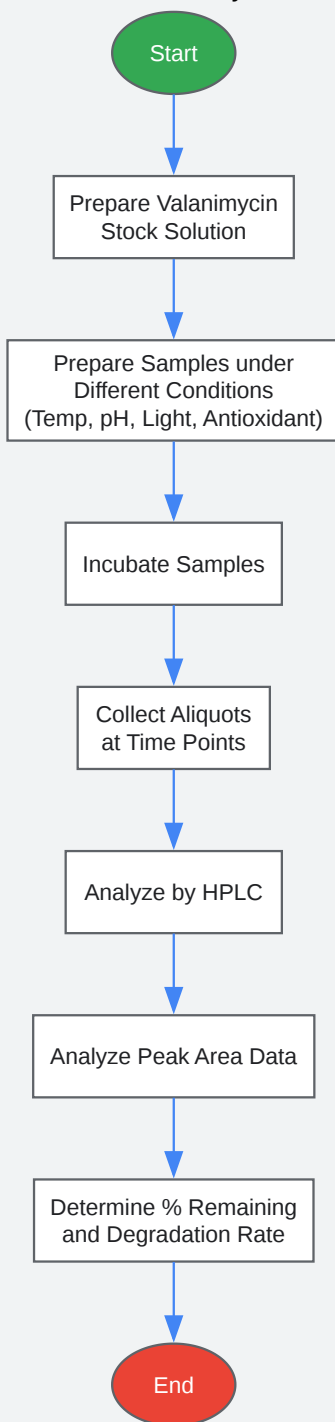 Start
Prepare Valanimycin
Stock Solution
Prepare Samples under
Different Conditions
(Temp, pH, Light, Antioxidant)
Incubate Samples
Collect Aliquots
at Time Points
Analyze by HPLC
Analyze Peak Area Data
Determine % Remaining
and Degradation Rate
End